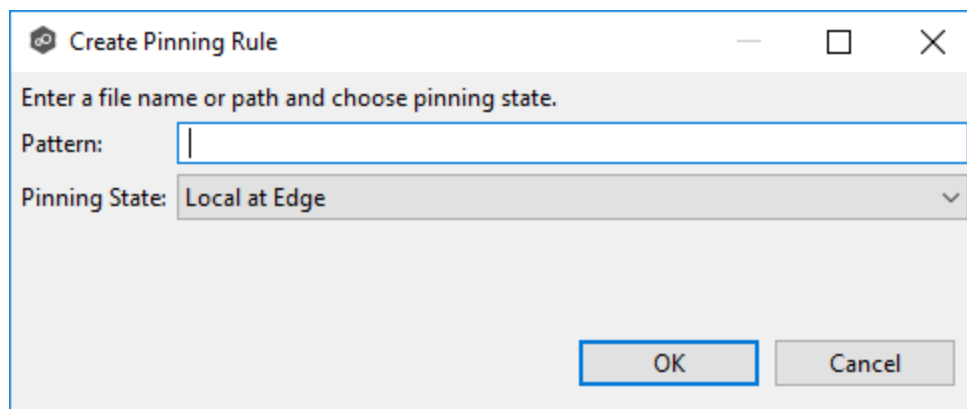 Create Pinning Rule
Enter a file name or path and choose pinning state.
Pattern:
Pinning State: Local at Edge
OK Cancel